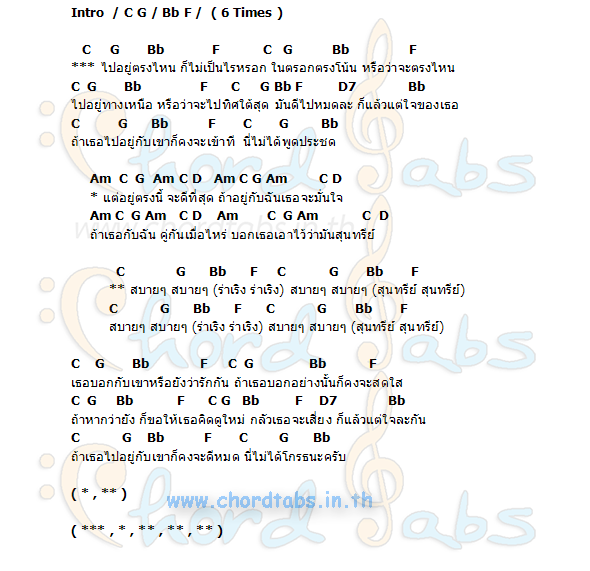 Intro / C G / Bb F / ( 6 Times )
C G Bb F C G Bb F
*** ไปอยู่ตรงไหน ก็ไม่เป็นไรหรอก ในตรอกตรงโน้น หรือว่าจะตรงไหน
C G Bb F C G Bb F D7 Bb
ไปอยู่ทางเหนือ หรือว่าจะไปทิศใต้สุด มันดีไปหมดละ ก็แล้วแต่ใจของเธอ
C G Bb F C G Bb
ถ้าเธอไปอยู่กับเขาก็คงจะเข้าที นี่ไม่ได้พูดประชด
Am C G Am C D Am C G Am C D
* แต่อยู่ตรงนี้ จะดีที่สุด ถ้าอยู่กับฉันเธอจะมั่นใจ
Am C G Am C D Am C G Am C D
ถ้าเธอกับฉัน คู่กันเมื่อไหร่ บอกเธอเอาไว้ว่ามันสุนทรีย์
C G Bb F C G Bb F
** สบายๆ สบายๆ (ร่าเริง ร่าเริง) สบายๆ สบายๆ (สุนทรีย์ สุนทรีย์)
C G Bb F C G Bb F
สบายๆ สบายๆ (ร่าเริง ร่าเริง) สบายๆ สบายๆ (สุนทรีย์ สุนทรีย์)
C G Bb F C G Bb F
เธอบอกกับเขาหรือยังว่ารักกัน ถ้าเธอบอกอย่างนั้นก็คงจะสดใส
C G Bb F C G Bb F D7 Bb
ถ้าหากว่ายัง ก็ขอให้เธอคิดดูใหม่ กลัวเธอจะเสี่ยง ก็แล้วแต่ใจละกัน
C G Bb F C G Bb
ถ้าเธอไปอยู่กับเขาก็คงจะดีหมด นี่ไม่ได้โกรธนะครับ
( * , ** )
www.chordtabs.in.th
( *** , * , ** , ** , ** )